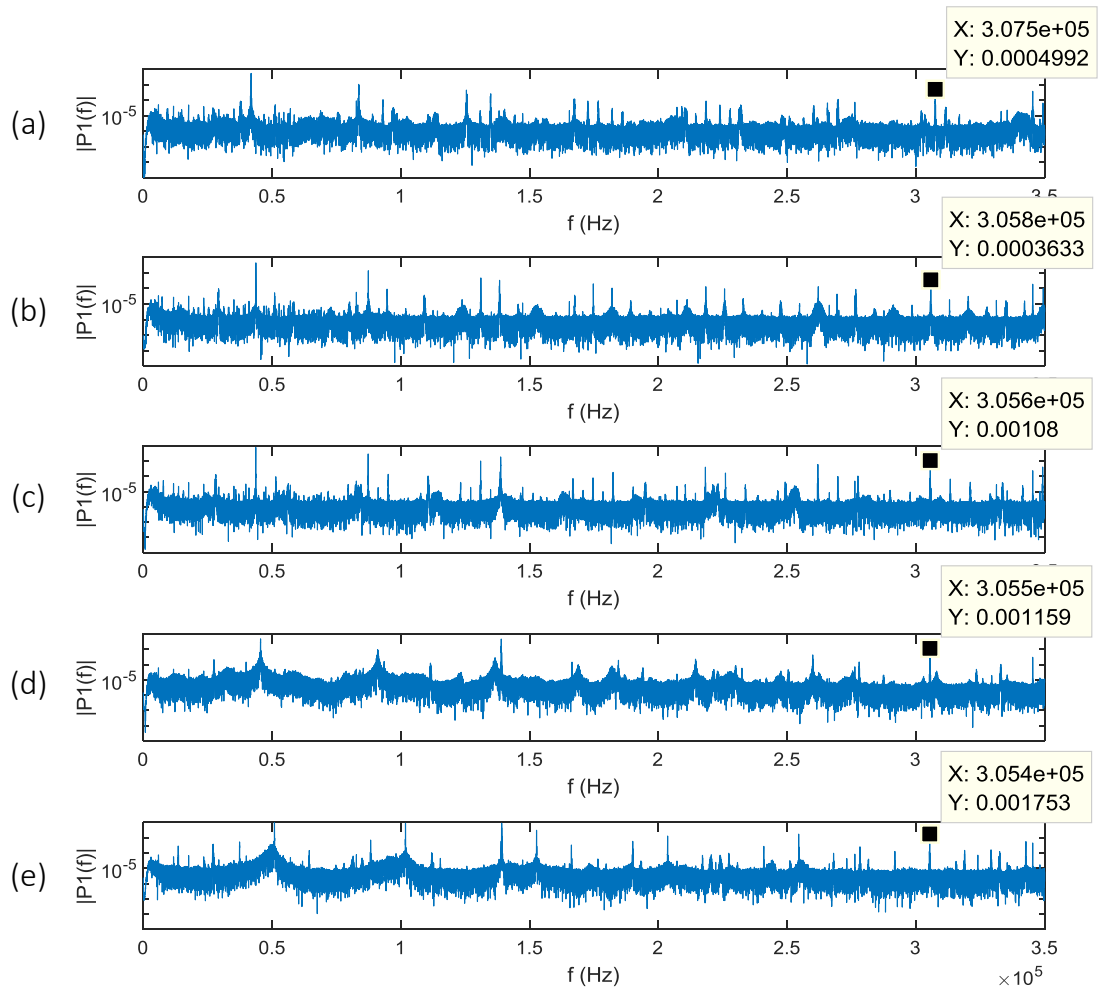 X: 3.075e+05
Y: 0.0004992
(a)
|P1(f)|
10-5
0 0.5 1 1.5 2 2.5 3 3.5
f (Hz)
X: 3.058e+05
Y: 0.0003633
(b)
|P1(f)|
10-5
0 0.5 1 1.5 2 2.5 3
f (Hz)
X: 3.056e+05
Y: 0.00108
(c)
|P1(f)|
10-5
0 0.5 1 1.5 2 2.5 3
f (Hz)
X: 3.055e+05
Y: 0.001159
(d)
|P1(f)|
10-5
0 0.5 1 1.5 2 2.5 3 3.5
f (Hz)
X: 3.054e+05
Y: 0.001753
(e)
|P1(f)|
10-5
0 0.5 1 1.5 2 2.5 3 3.5
f (Hz)
×10^5